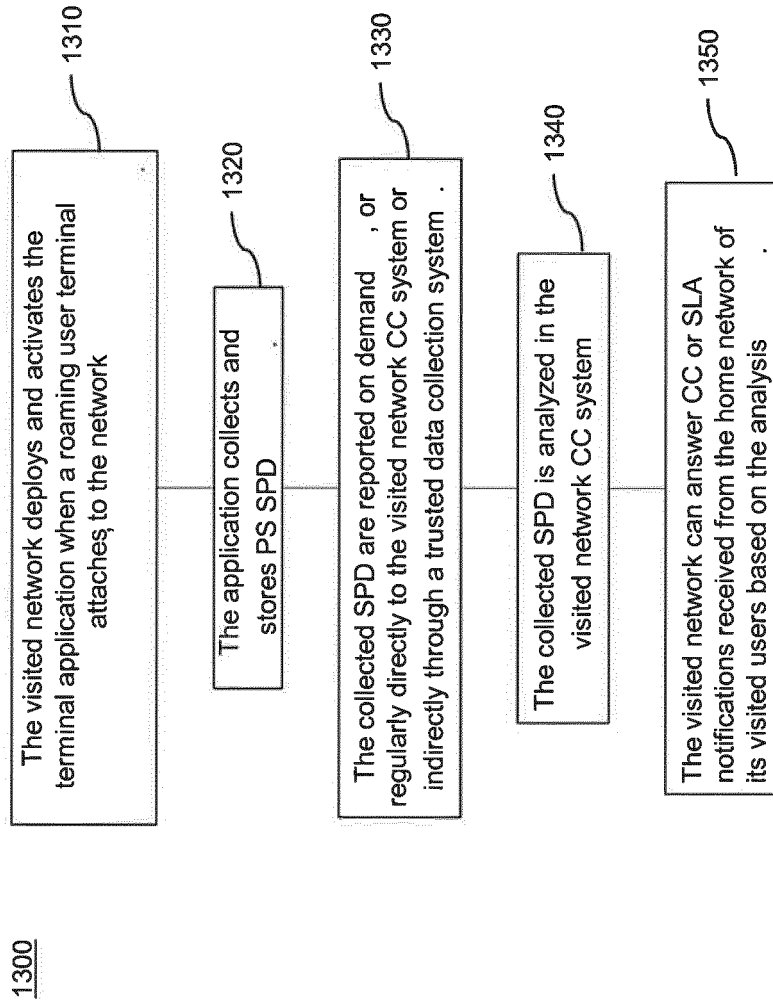 1300
The visited network deploys and activates the
terminal application when a roaming user terminal
attaches, to the network
1310
The application collects and
stores PS SPD
1320
The collected SPD are reported on demand , or
regularly directly to the visited network CC system or
indirectly through a trusted data collection system .
1330
The collected SPD is analyzed in the
visited network CC system
1340
The visited network can answer CC or SLA
notifications received from the home network of
its visited users based on the analysis .
1350